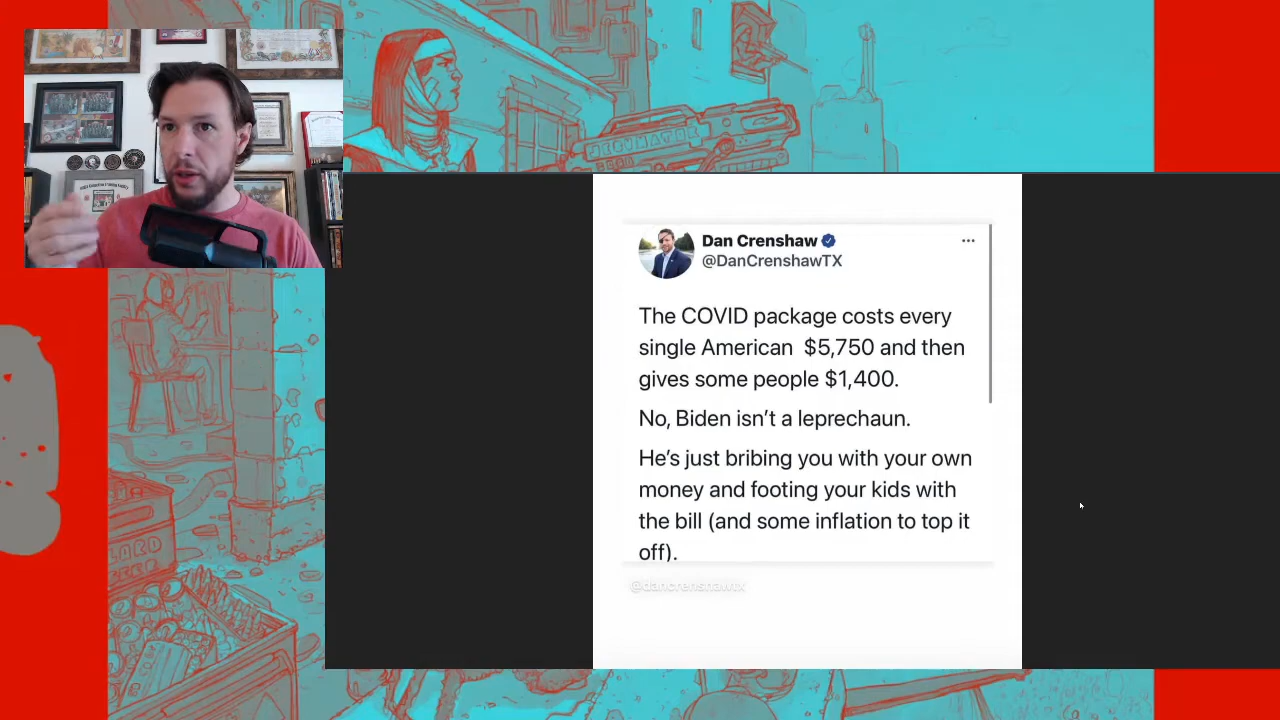 Dan Crenshaw
@DanCrenshawTX
The COVID package costs every
single American $5,750 and then
gives some people $1,400.
No, Biden isn't a leprechaun.
He's just bribing you with your own
money and footing your kids with
the bill (and some inflation to top it
off).
@dancrenshawtx